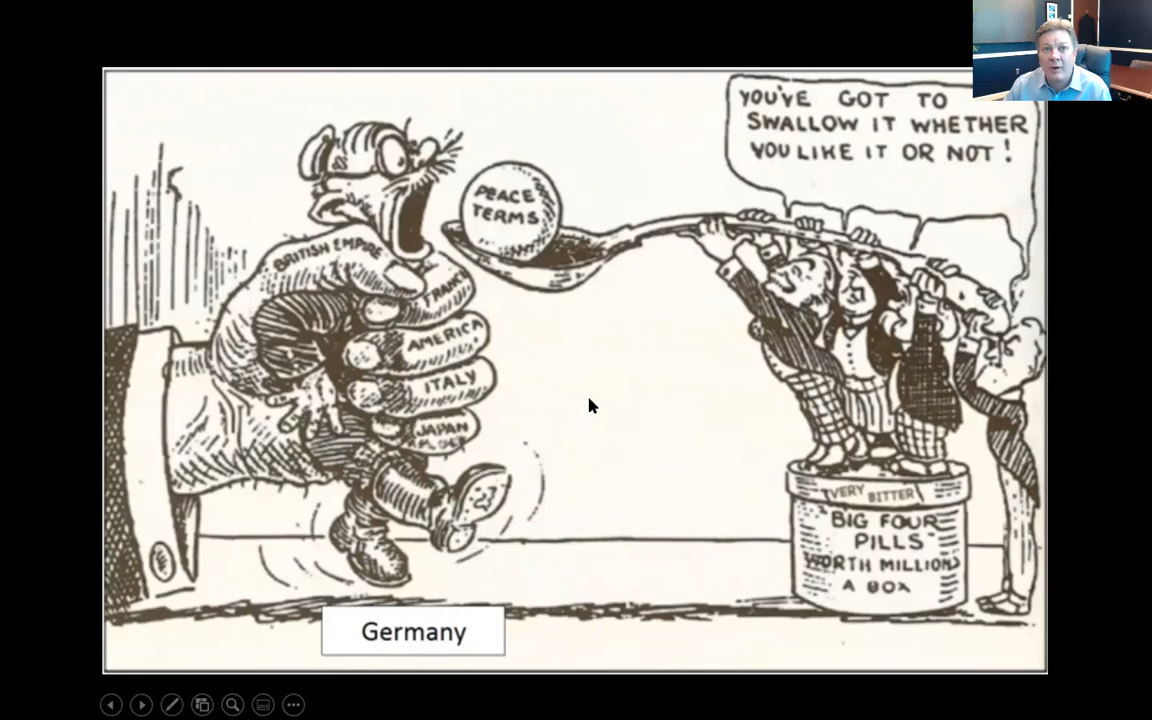 YOU'VE GOT TO
SWALLOW IT WHETHER
YOU LIKE IT OR NOT!
PEACE
TERMS
BRITISH EMPIRE
AMERICA
ITALY
JAPAN
VERY BITTER
"BIG FOUR
PILLS"
WORTH MILLIONS
A BOX
Germany